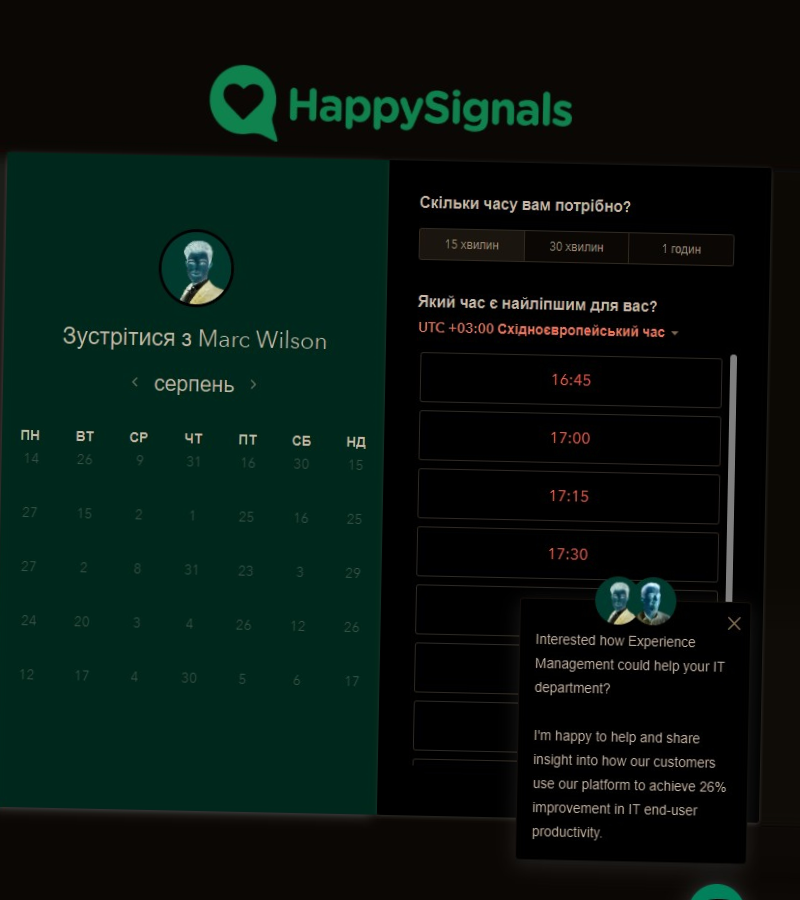 HappySignals
Зустрітися з Marc Wilson
серпень
ПН ВТ СР ЧТ ПТ СБ НД
14 26 9 31 16 30 15
27 15 2 1 25 16 25
27 2 8 31 23 3 29
24 20 3 4 26 12 26
12 17 4 30 5 6 17
Скільки часу вам потрібно?
15 хвилин 30 хвилин 1 годин
Який час є найліпшим для вас?
UTC +03:00 Східноєвропейський час
16:45
17:00
17:15
17:30
Interested how Experience
Management could help your IT
department?
I'm happy to help and share
insight into how our customers
use our platform to achieve 26%
improvement in IT end-user
productivity.